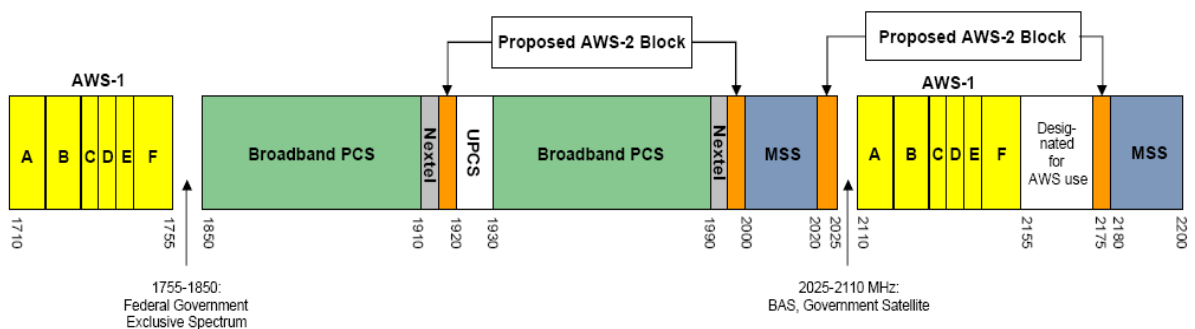 Proposed AWS-2 Block
Proposed AWS-2 Block
AWS-1
AWS-1
A
B
C
D
E
F
Broadband PCS
Nextel
UPCS
Broadband PCS
Nextel
MSS
A
B
C
D
E
F
Desig-
nated
for
AWS use
MSS
1710
1755
1850
1910
1920
1930
1990
2000
2020
2025
2110
2155
2175
2180
2200
1755-1850:
Federal Government
Exclusive Spectrum
2025-2110 MHz:
BAS, Government Satellite